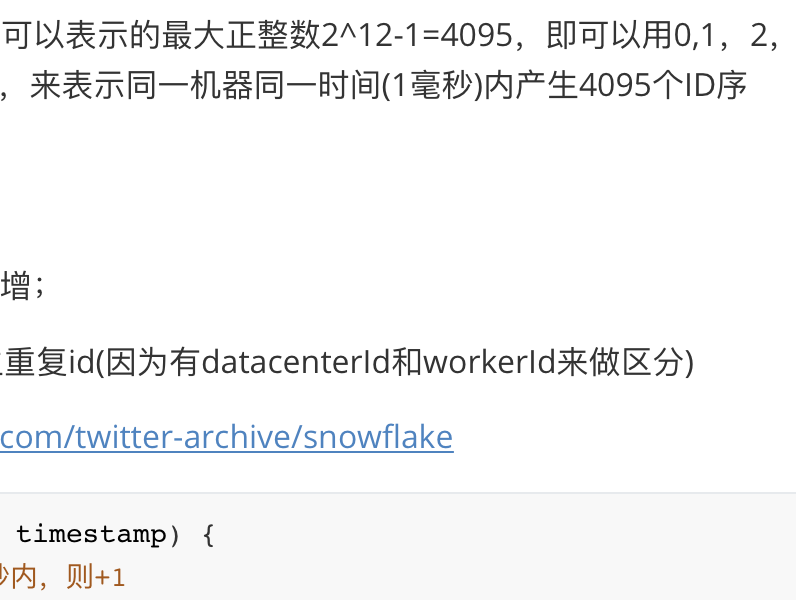 可以表示的最大正整数2^12-1=4095，即可以用0,1，2，
，来表示同一机器同一时间(1毫秒)内产生4095个ID序
增；
重复id(因为有datacenterId和workerId来做区分)
com/twitter-archive/snowflake
timestamp) {
秒内，则+1